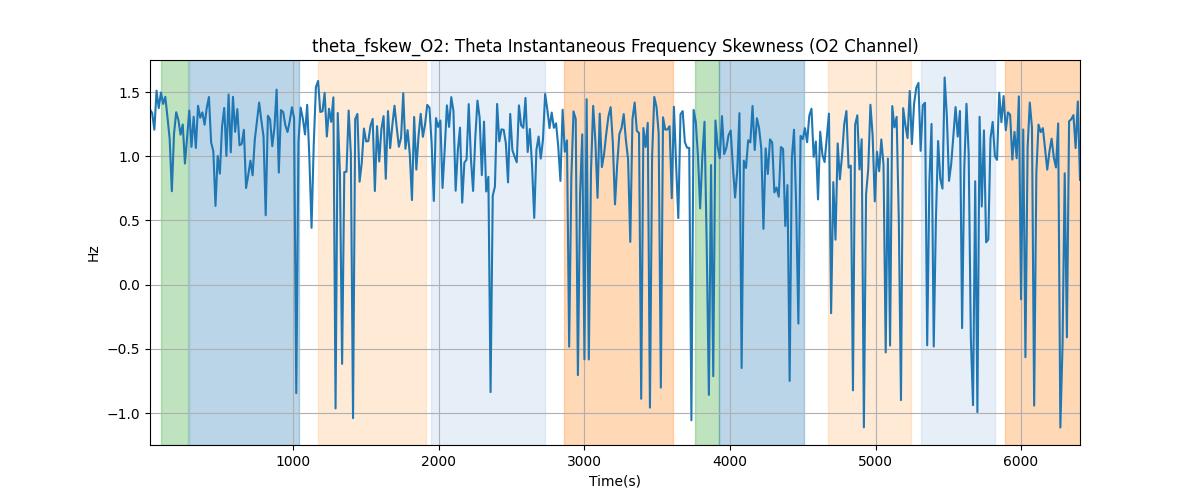 theta_fskew_O2: Theta Instantaneous Frequency Skewness (O2 Channel)
1.5
1.0
0.5
0.0
−0.5
−1.0
Hz
1000 2000 3000 4000 5000 6000
Time(s)